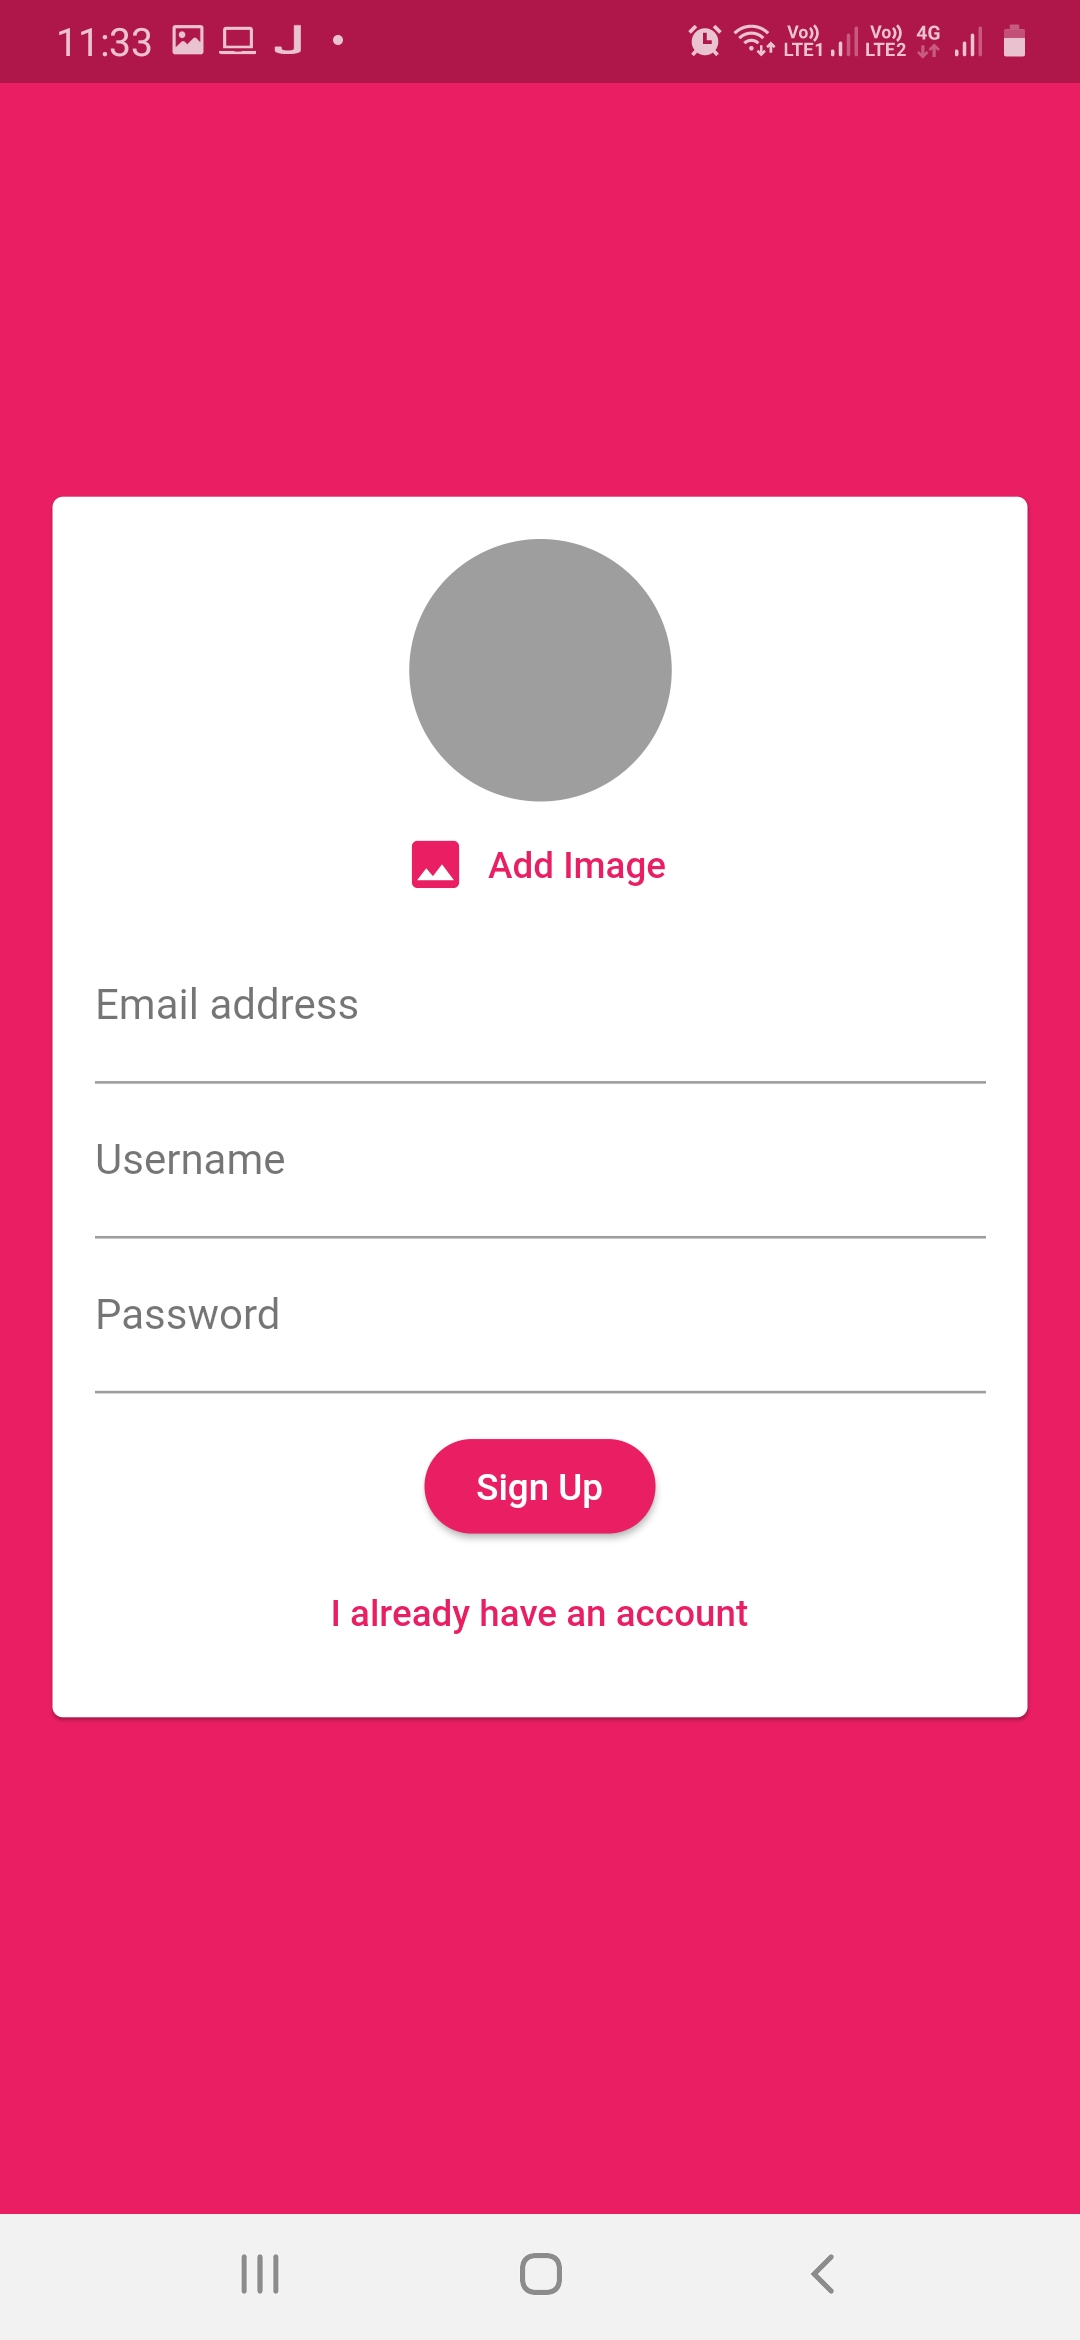 11:33 Vo)) LTE1 Vo)) LTE2 4G
Add Image
Email address
Username
Password
Sign Up
I already have an account